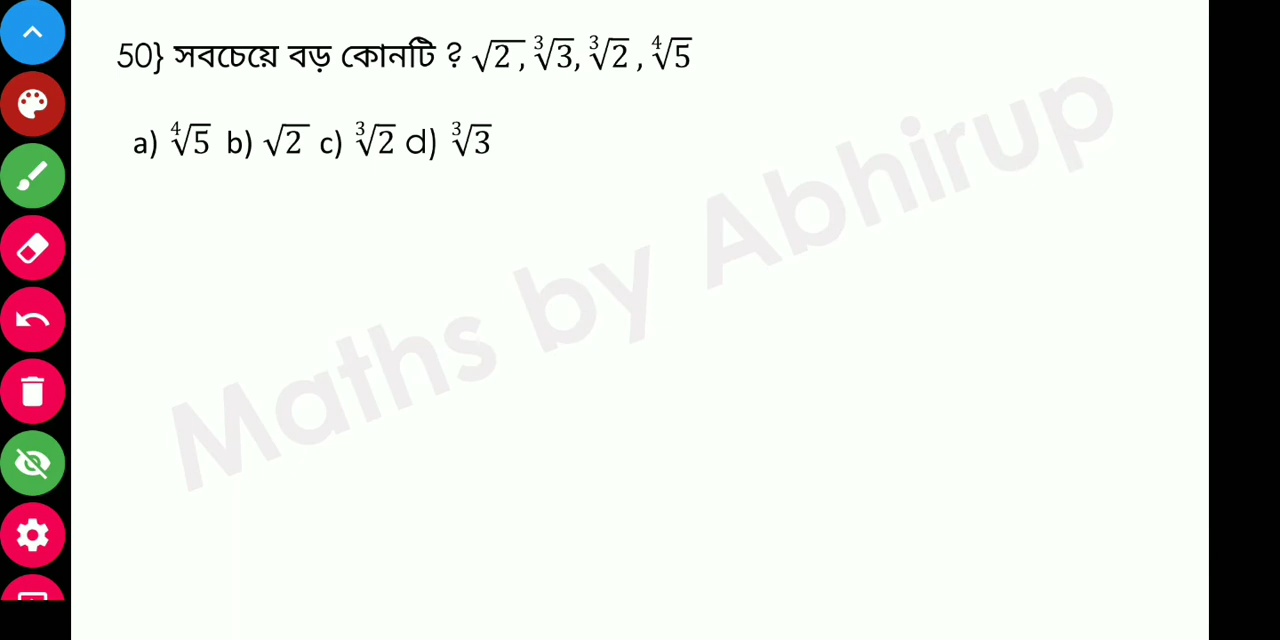 50} সবচেয়ে বড় কোনটি ? √2 , ∛3, ∛2 , ∜5
a) ∜5 b) √2 c) ∛2 d) ∛3
Maths by Abhirup